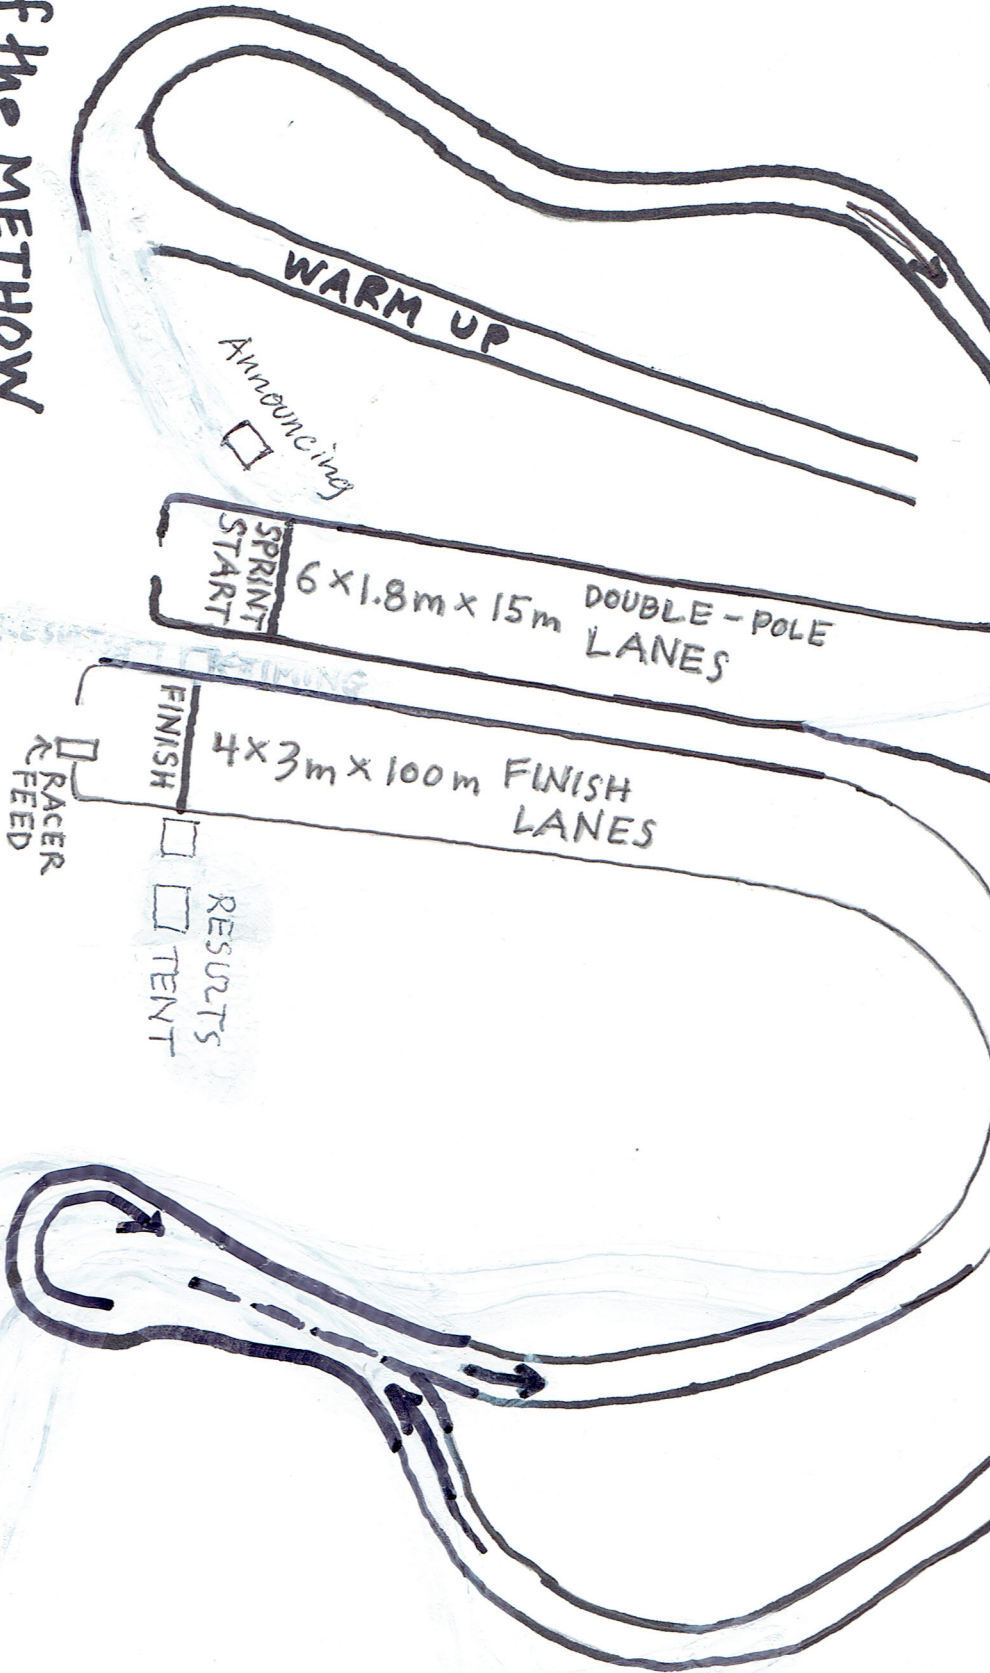 f the METHOW
WARM UP
Announcing
SPRINT
START
6 x 1.8m x 15m DOUBLE-POLE
LANES
TIMING
FINISH
4 x 3m x 100m FINISH
LANES
RACER
FEED
RESULTS
TENT